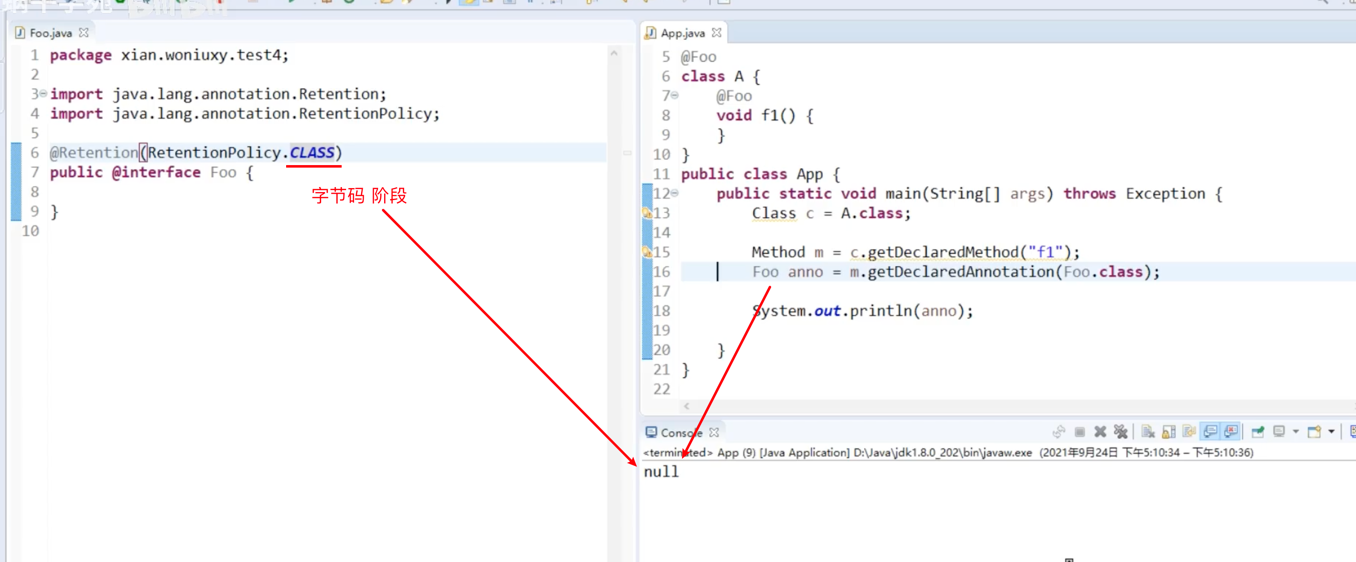 Foo.java
1 package xian.woniuxy.test4;
2
3 import java.lang.annotation.Retention;
4 import java.lang.annotation.RetentionPolicy;
5
6 @Retention(RetentionPolicy.CLASS)
7 public @interface Foo {
8
9 }
10
字节码 阶段
App.java
5 @Foo
6 class A {
7 @Foo
8 void f1() {
9 }
10 }
11 public class App {
12 public static void main(String[] args) throws Exception {
13 Class c = A.class;
14
15 Method m = c.getDeclaredMethod("f1");
16 Foo anno = m.getDeclaredAnnotation(Foo.class);
17
18 System.out.println(anno);
19
20 }
21 }
22
Console
<terminated> App (9) [Java Application] D:\Java\jdk1.8.0_202\bin\javaw.exe (2021年9月24日 下午5:10:34 – 下午5:10:36)
null